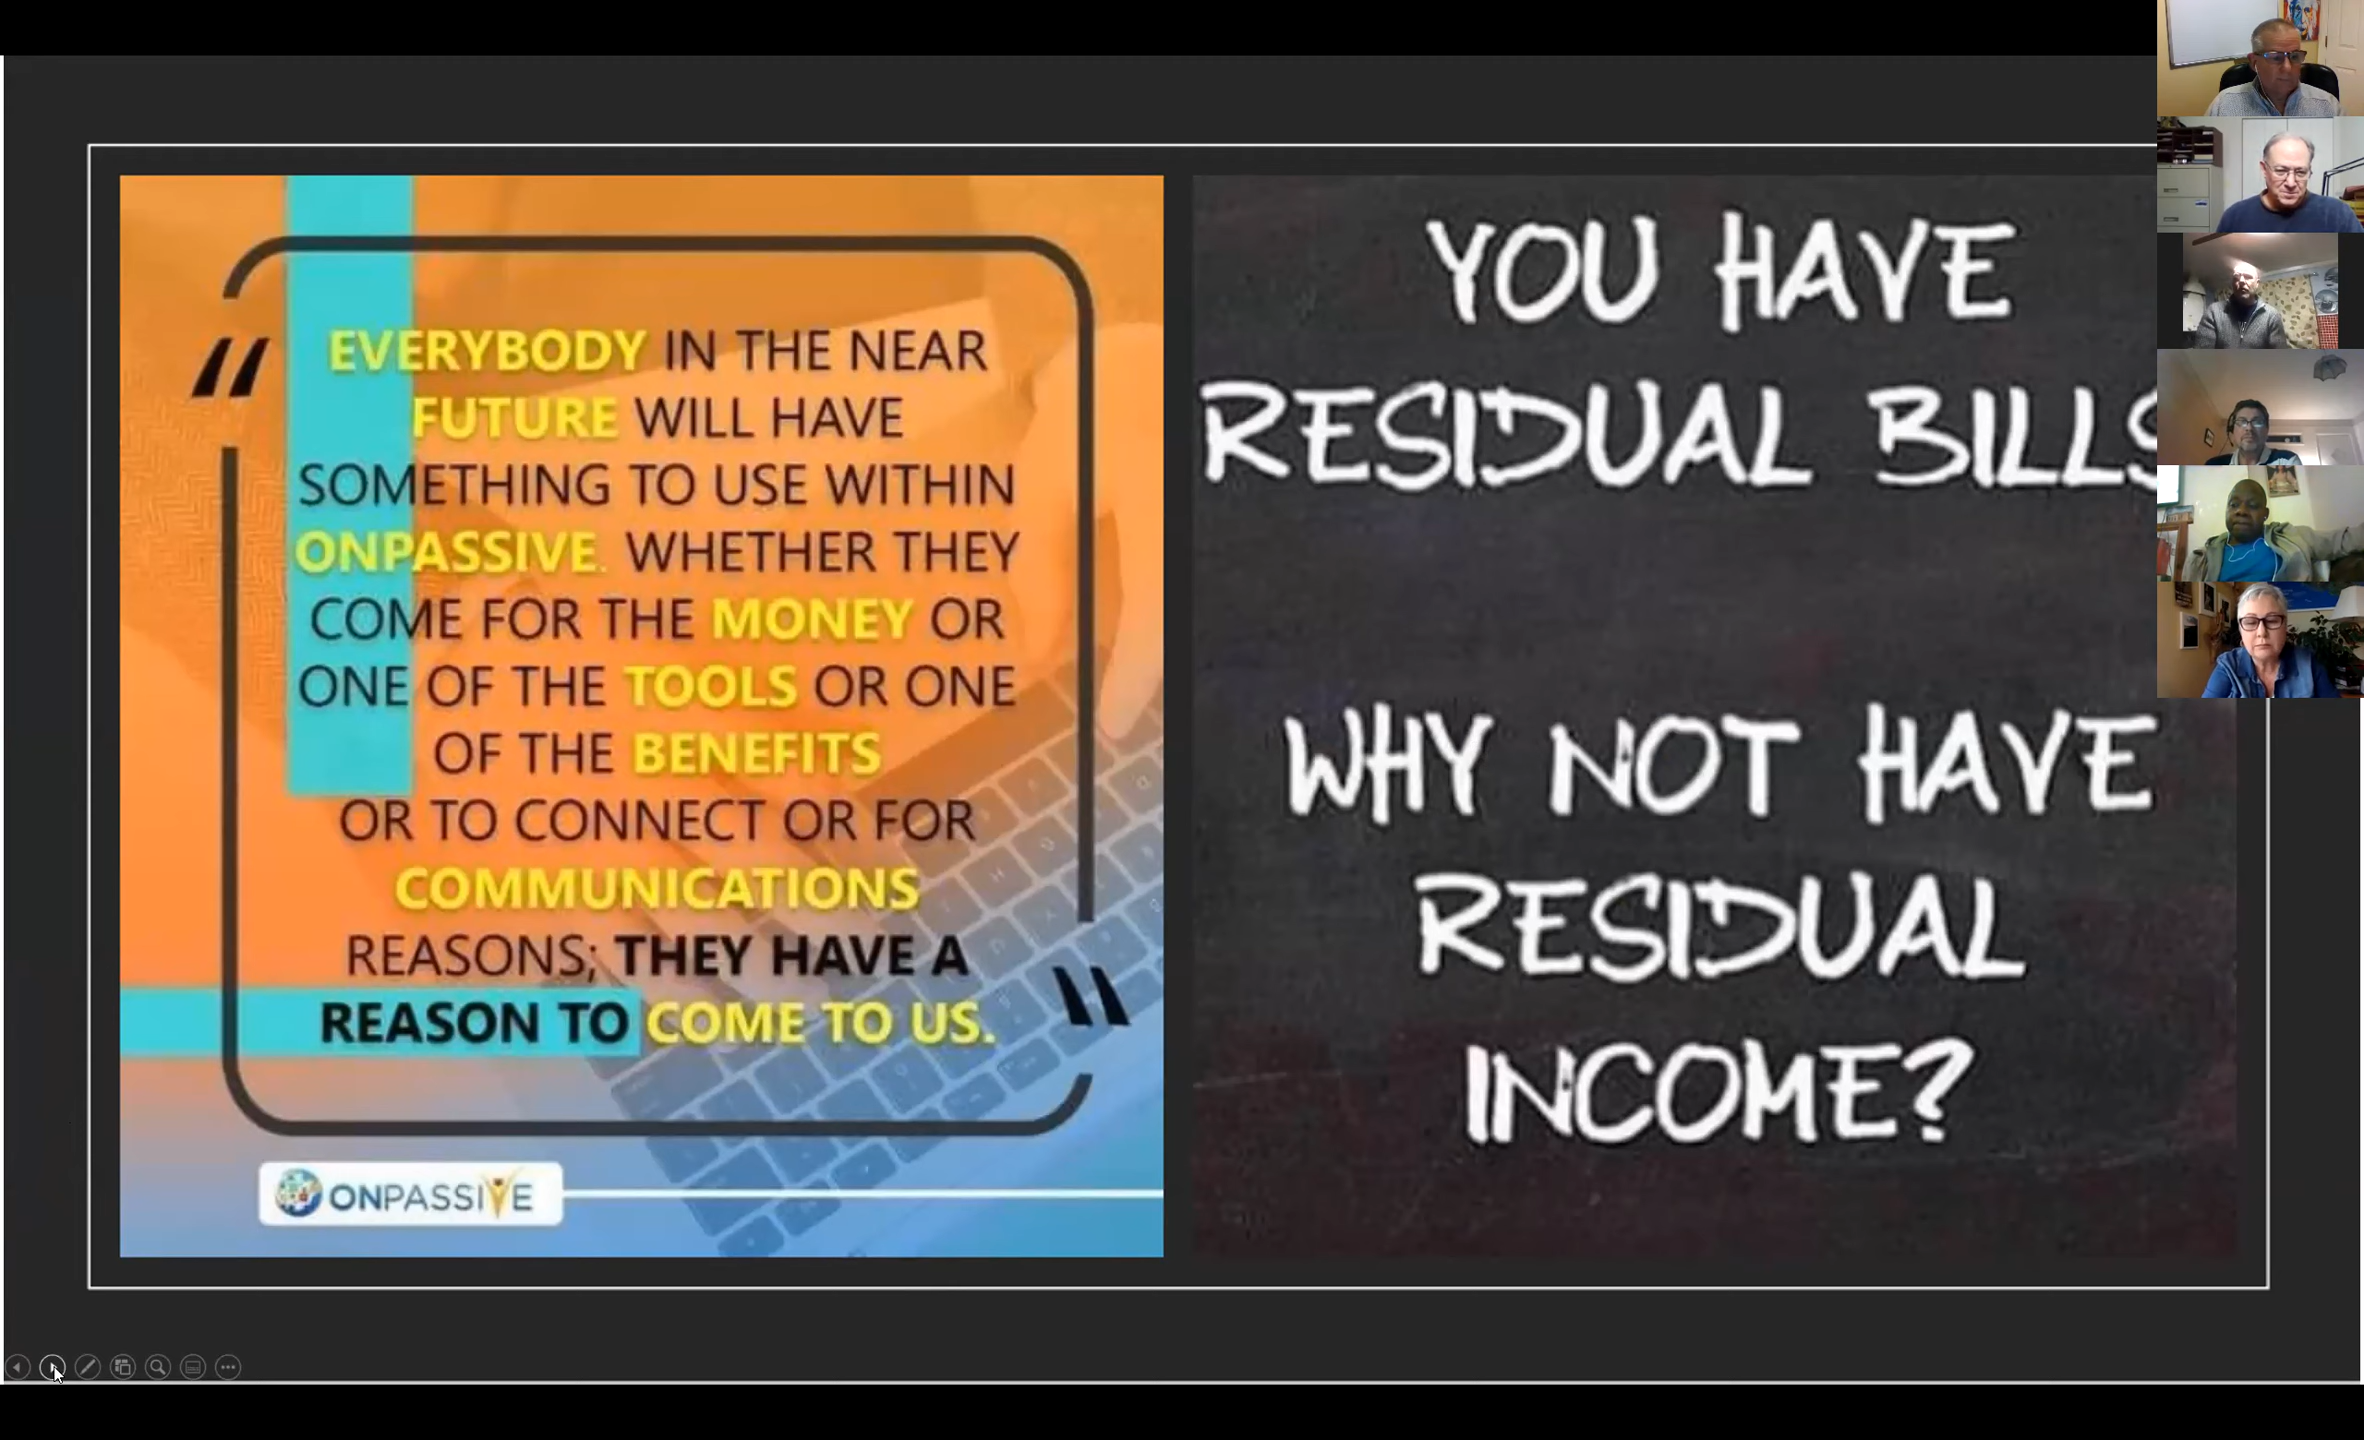 EVERYBODY IN THE NEAR
FUTURE WILL HAVE
SOMETHING TO USE WITHIN
ONPASSIVE. WHETHER THEY
COME FOR THE MONEY OR
ONE OF THE TOOLS OR ONE
OF THE BENEFITS
OR TO CONNECT OR FOR
COMMUNICATIONS
REASONS; THEY HAVE A
REASON TO COME TO US.
ONPASSIVE
YOU HAVE
RESIDUAL BILLS
WHY NOT HAVE
RESIDUAL
INCOME?